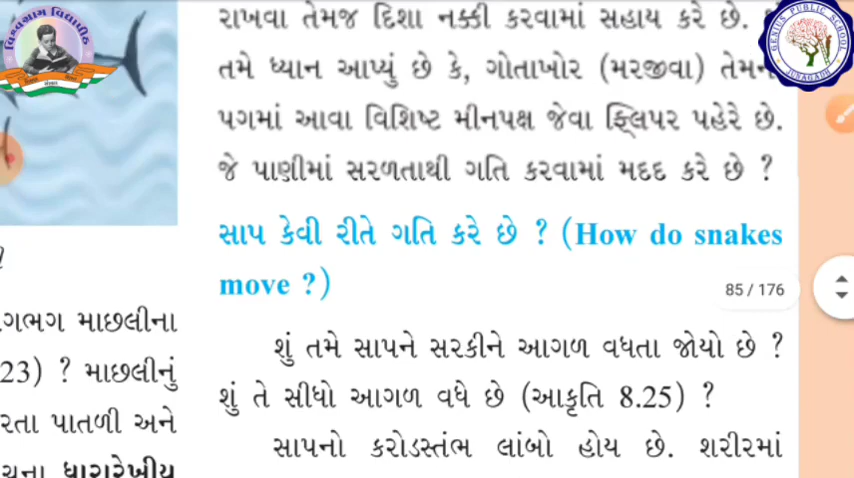 વિશ્વગ્રામ વિદ્યાપીઠ
GENIUS PUBLIC SCHOOL
JUNAGADH
ગભગ માછલીના
23) ? માછલીનું
રતા પાતળી અને
ધારારેખીય
રાખવા તેમજ દિશા નક્કી કરવામાં સહાય કરે છે.
તમે ધ્યાન આપ્યું છે કે, ગોતાખોર (મરજીવા)
પગમાં આવા વિશિષ્ટ મીનપક્ષ જેવા ફ્લિપર પહેરે છે.
જે પાણીમાં સરળતાથી ગતિ કરવામાં મદદ કરે છે ?
સાપ કેવી રીતે ગતિ કરે છે ? (How do snakes
move ?)
85 / 176
શું તમે સાપને સરકીને આગળ વધતા જોયો છે ?
શું તે સીધો આગળ વધે છે (આકૃતિ 8.25) ?
સાપનો કરોડસ્તંભ લાંબો હોય છે. શરીરમાં